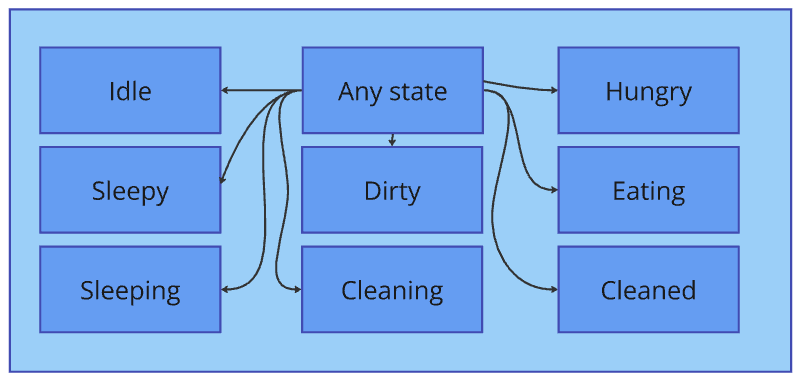 Idle
Any state
Hungry
Sleepy
Dirty
Eating
Sleeping
Cleaning
Cleaned